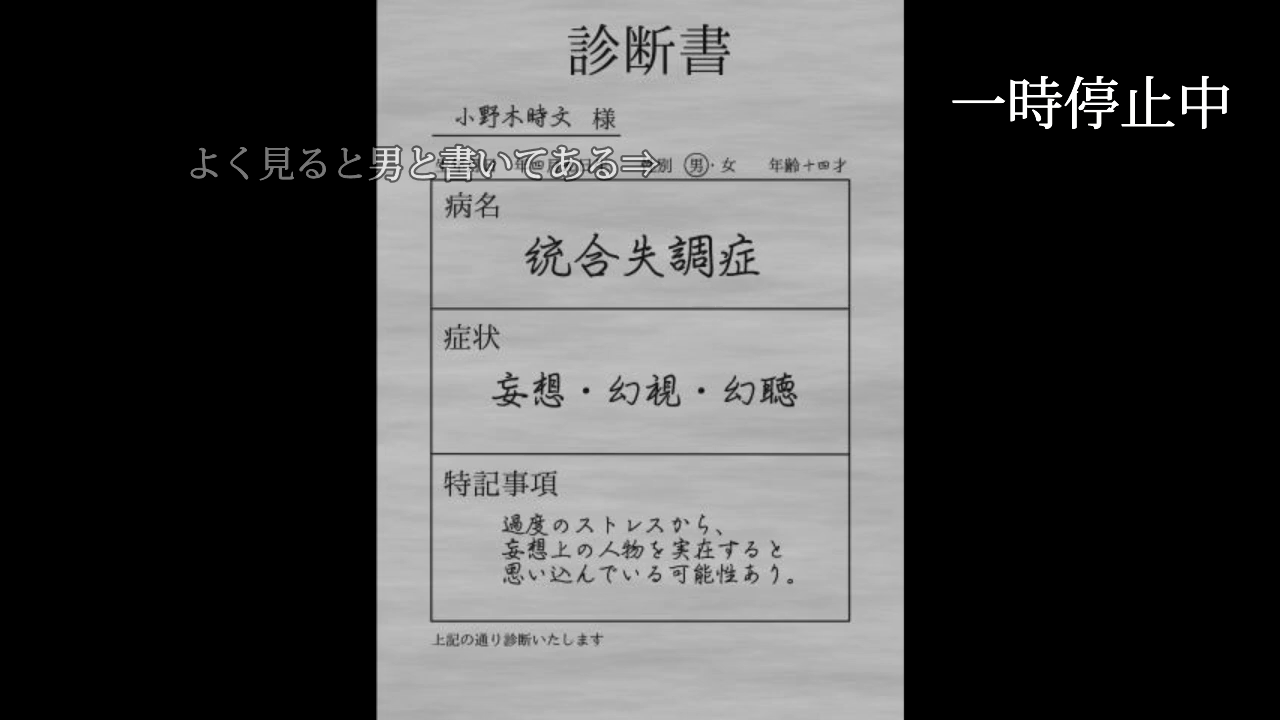 診断書
一時停止中
小野木時文 様
よく見ると男と書いてある⇒
性別 男・女 年齢十四才
病名
统合失調症
症状
妄想・幻視・幻聴
特記事項
過度のストレスから、
妄想上の人物を実在すると
思い込んでいる可能性あり。
上記の通り診断いたします